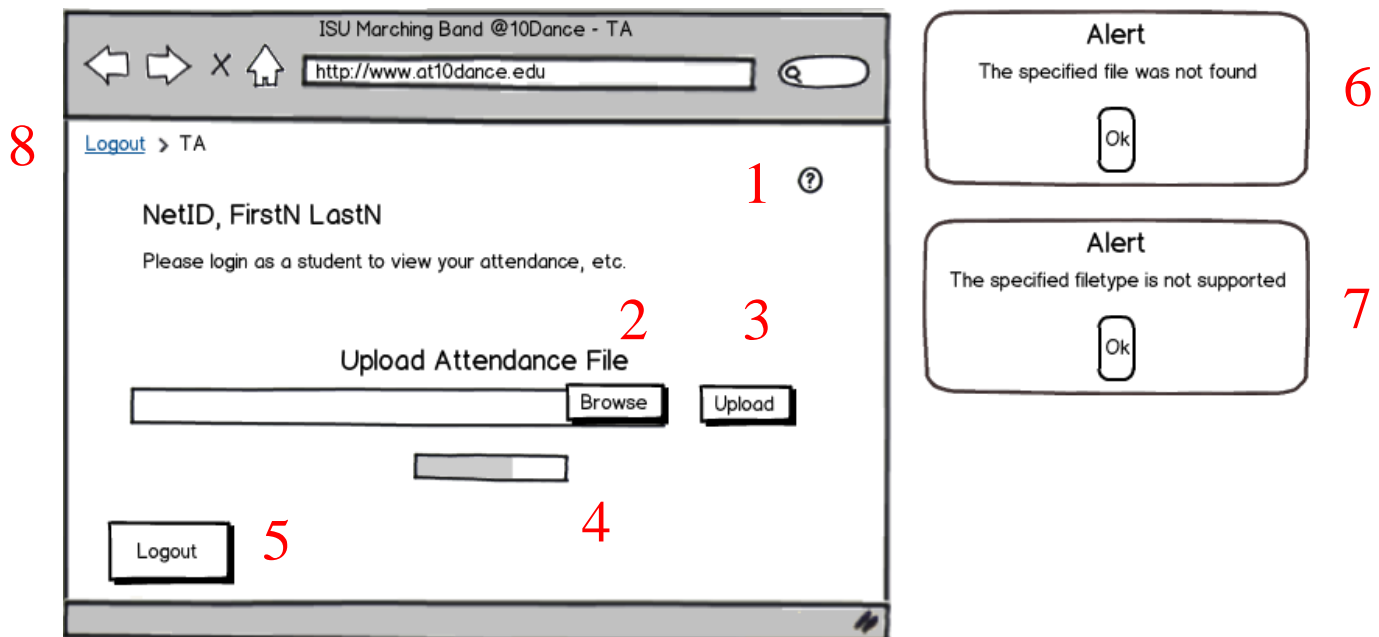 ISU Marching Band @10Dance - TA
http://www.at10dance.edu
8
Logout > TA
1
?
NetID, FirstN LastN
Please login as a student to view your attendance, etc.
2
3
Upload Attendance File
Browse
Upload
4
Logout
5
Alert
The specified file was not found
Ok
6
Alert
The specified filetype is not supported
Ok
7